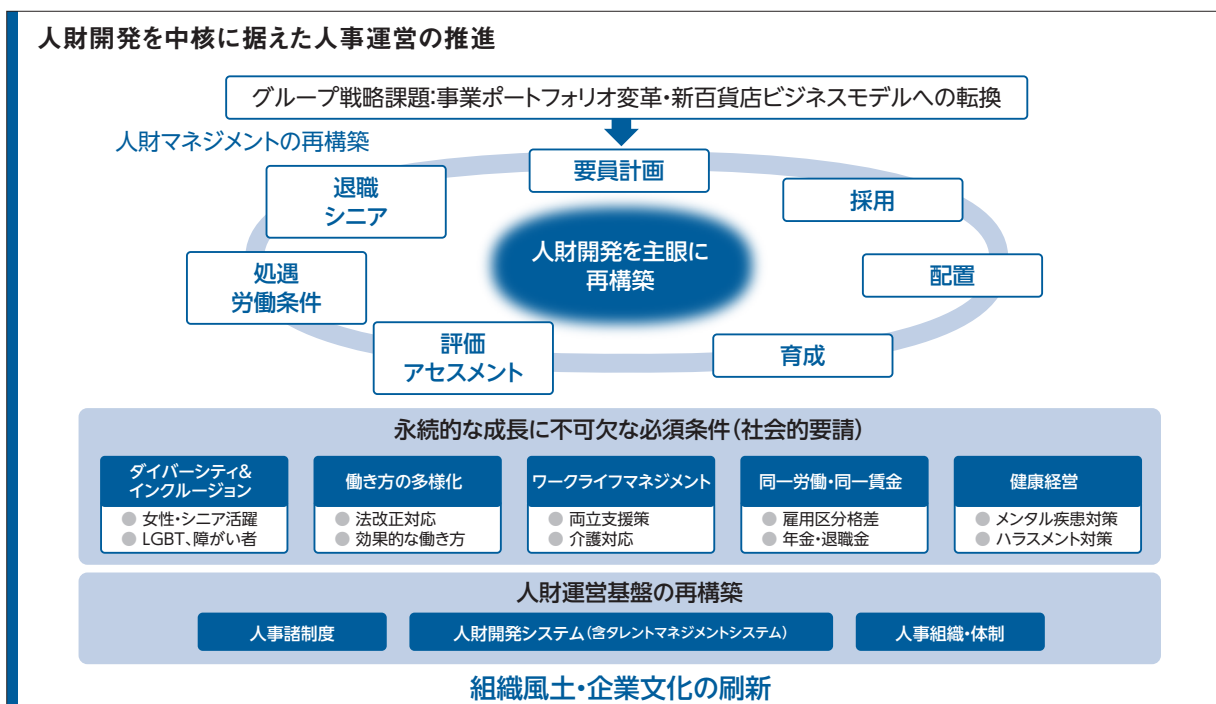 人財開発を中核に据えた人事運営の推進
グループ戦略課題:事業ポートフォリオ変革・新百貨店ビジネスモデルへの転換
人財マネジメントの再構築
要員計画
採用
配置
育成
評価
アセスメント
処遇
労働条件
退職
シニア
人財開発を主眼に
再構築
永続的な成長に不可欠な必須条件(社会的要請)
ダイバーシティ&
インクルージョン
● 女性・シニア活躍
● LGBT、障がい者
働き方の多様化
● 法改正対応
● 効果的な働き方
ワークライフマネジメント
● 両立支援策
● 介護対応
同一労働・同一賃金
● 雇用区分格差
● 年金・退職金
健康経営
● メンタル疾患対策
● ハラスメント対策
人財運営基盤の再構築
人事諸制度
人財開発システム(含タレントマネジメントシステム)
人事組織・体制
組織風土・企業文化の刷新